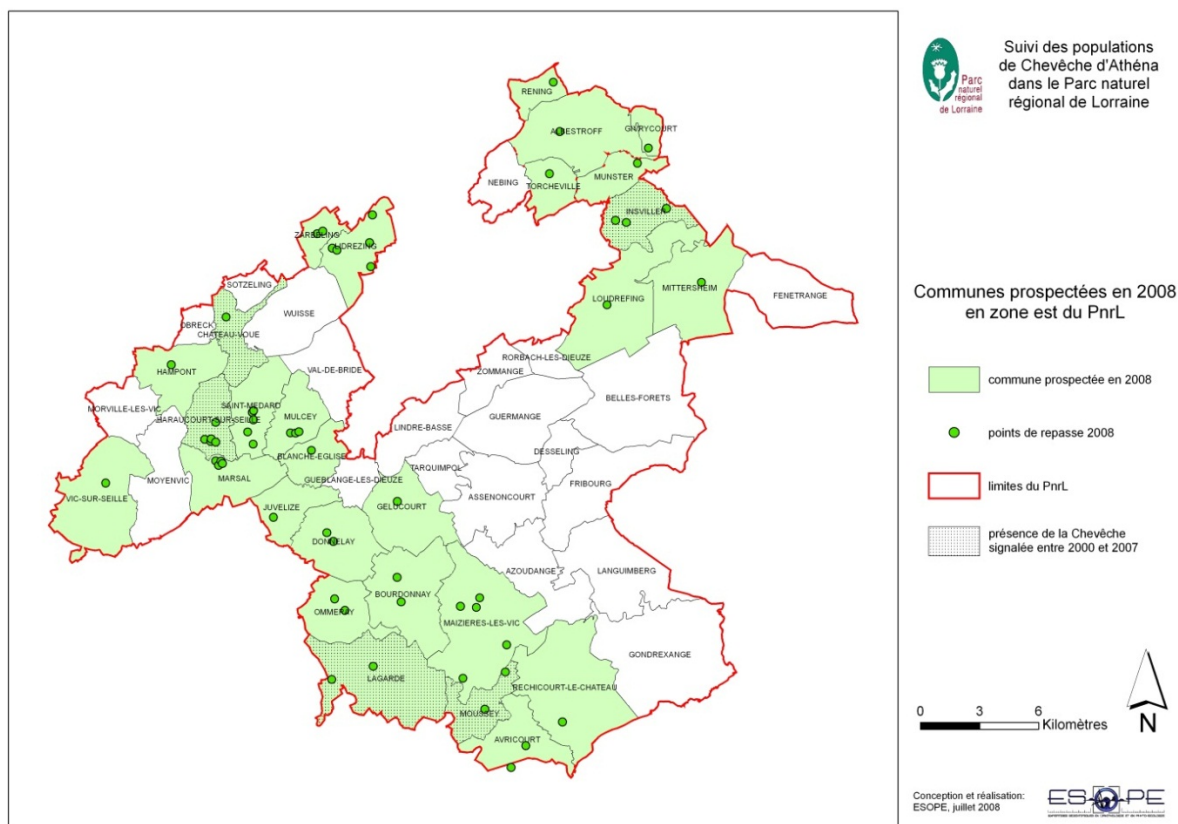 RENING
ALBESTROFF
GIVRYCOURT
NEBING
TORCHEVILLE
MUNSTER
INSVILLER
ZARBELING
LIDREZING
SOTZELING
WUISSE
OBRECK
CHATEAU-VOUE
LOUDREFING
MITTERSHEIM
FENETRANGE
HAMPONT
VAL-DE-BRIDE
RORBACH-LES-DIEUZE
ZOMMANGE
BELLES-FORETS
MORVILLE-LES-VIC
SAINT-MEDARD
HARAUCOURT-SUR-SEILLE
MULCEY
GUERMANGE
LINDRE-BASSE
BLANCHE-EGLISE
DESSELING
TARQUIMPOL
MOYENVIC
MARSAL
GUEBLANGE-LES-DIEUZE
FRIBOURG
ASSENONCOURT
VIC-SUR-SEILLE
JUVELIZE
GELUCOURT
DONNELAY
AZOUDANGE
LANGUIMBERG
BOURDONNAY
OMMERAY
MAIZIERES-LES-VIC
GONDREXANGE
LAGARDE
RECHICOURT-LE-CHATEAU
MOUSSEY
AVRICOURT
Parc
naturel
régional
de Lorraine
Suivi des populations
de Chevêche d'Athéna
dans le Parc naturel
régional de Lorraine
Communes prospectées en 2008
en zone est du PnrL
commune prospectée en 2008
points de repasse 2008
limites du PnrL
présence de la Chevêche
signalée entre 2000 et 2007
0 3 6
Kilomètres
N
Conception et réalisation:
ESOPE, juillet 2008
ESOPE